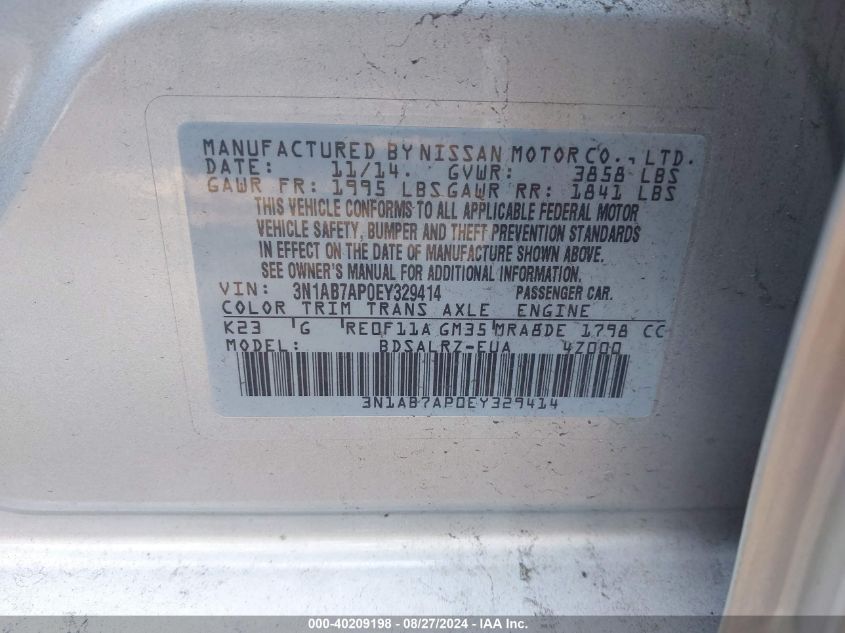 MANUFACTURED BY NISSAN MOTOR CO., LTD.
DATE: 11/14. GVWR: 3858 LBS
GAWR FR: 1995 LBS GAWR RR: 1841 LBS
THIS VEHICLE CONFORMS TO ALL APPLICABLE FEDERAL MOTOR
VEHICLE SAFETY, BUMPER AND THEFT PREVENTION STANDARDS
IN EFFECT ON THE DATE OF MANUFACTURE SHOWN ABOVE.
SEE OWNER'S MANUAL FOR ADDITIONAL INFORMATION.
VIN: 3N1AB7AP0EY329414 PASSENGER CAR.
COLOR TRIM TRANS AXLE ENGINE
K23 G RE0F11A GM35 MRA8DE 1798 CC
MODEL: BDSALRZ-EUA 4Z000
3N1AB7AP0EY329414
000-40209198 - 08/27/2024 - IAA Inc.